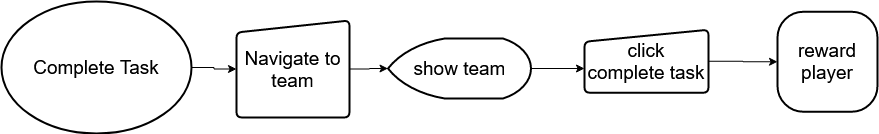 Complete Task
Navigate to
team
show team
click
complete task
reward
player